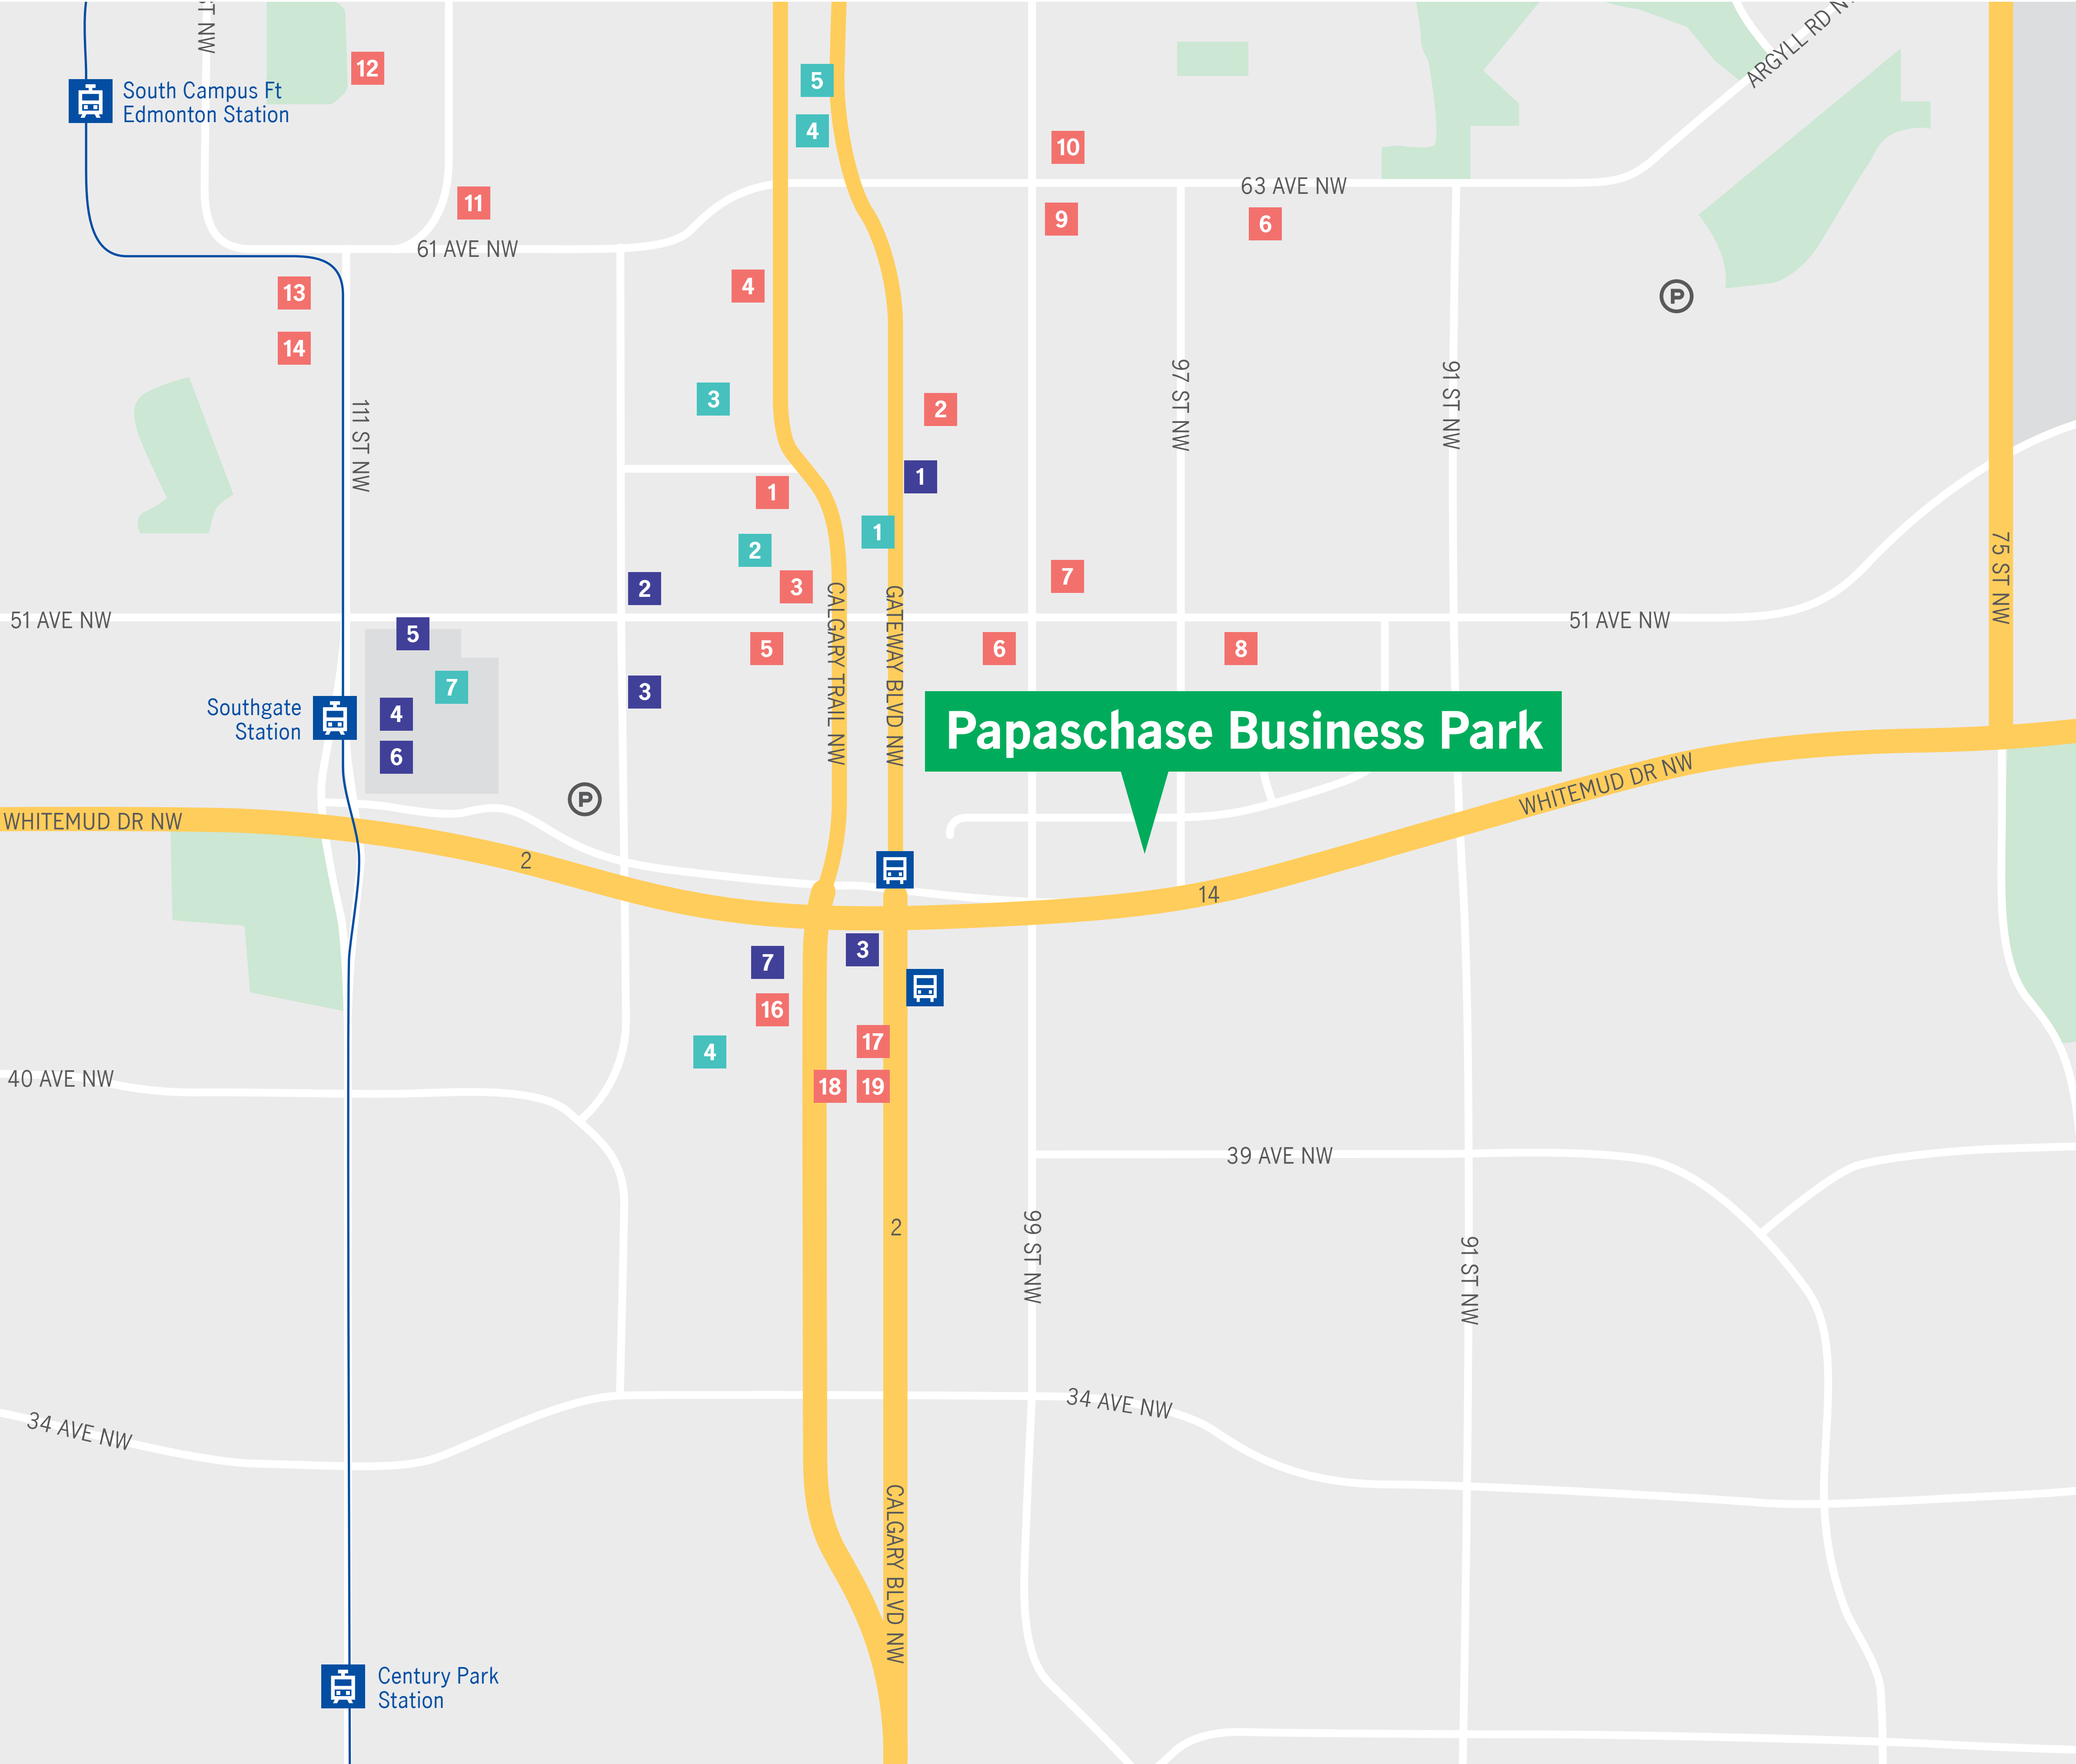 ST NW
12
5
South Campus Ft
Edmonton Station
4
ARGYLL RD
10
63 AVE NW
11
9
6
61 AVE NW
4
13
P
14
3
2
111 ST NW
97 ST NW
91 ST NW
1
1
1
2
75 ST NW
2
3
7
51 AVE NW
51 AVE NW
CALGARY TRAIL NW
GATEWAY BLVD NW
5
5
6
8
7
3
Southgate
Station
4
6
Papaschase Business Park
P
WHITEMUD DR NW
WHITEMUD DR NW
2
14
7
3
16
17
4
40 AVE NW
18
19
39 AVE NW
2
99 ST NW
91 ST NW
34 AVE NW
34 AVE NW
CALGARY BLVD NW
Century Park
Station